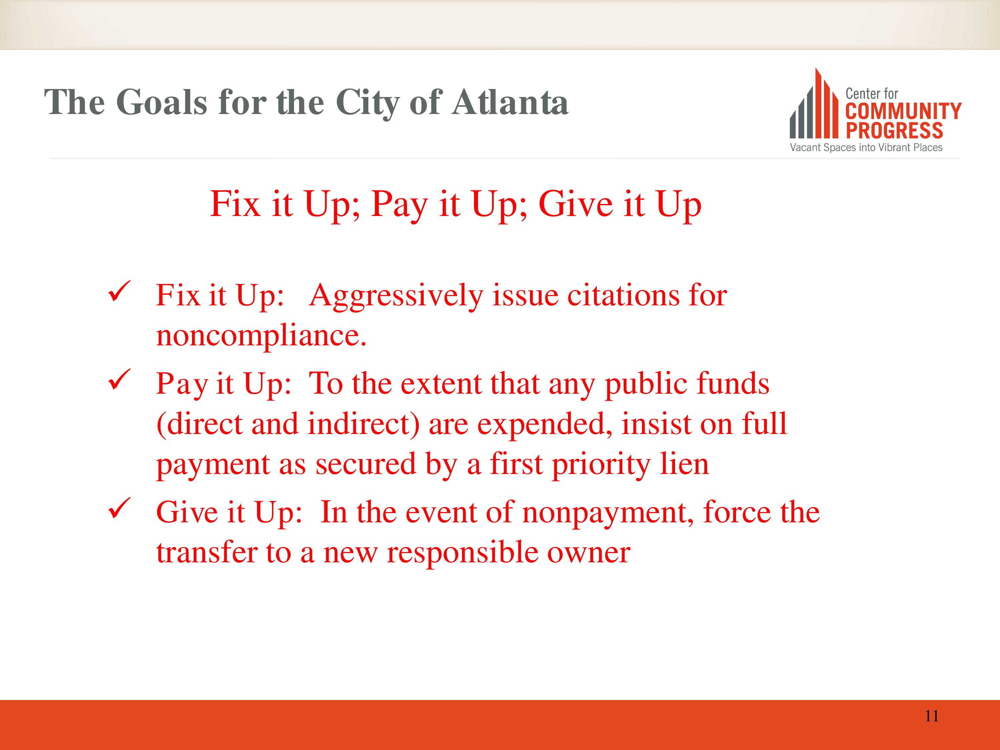 The Goals for the City of Atlanta
Center for
COMMUNITY
PROGRESS
Vacant Spaces into Vibrant Places
Fix it Up; Pay it Up; Give it Up
✓ Fix it Up: Aggressively issue citations for
noncompliance.
✓ Pay it Up: To the extent that any public funds
(direct and indirect) are expended, insist on full
payment as secured by a first priority lien
✓ Give it Up: In the event of nonpayment, force the
transfer to a new responsible owner
11